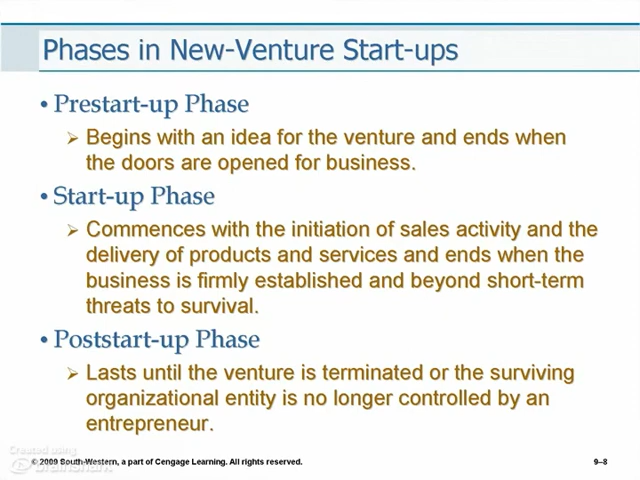 Phases in New-Venture Start-ups
• Prestart-up Phase
➢ Begins with an idea for the venture and ends when
the doors are opened for business.
• Start-up Phase
➢ Commences with the initiation of sales activity and the
delivery of products and services and ends when the
business is firmly established and beyond short-term
threats to survival.
• Poststart-up Phase
➢ Lasts until the venture is terminated or the surviving
organizational entity is no longer controlled by an
entrepreneur.
Created using
brainshark
© 2009 South-Western, a part of Cengage Learning. All rights reserved.
9–8